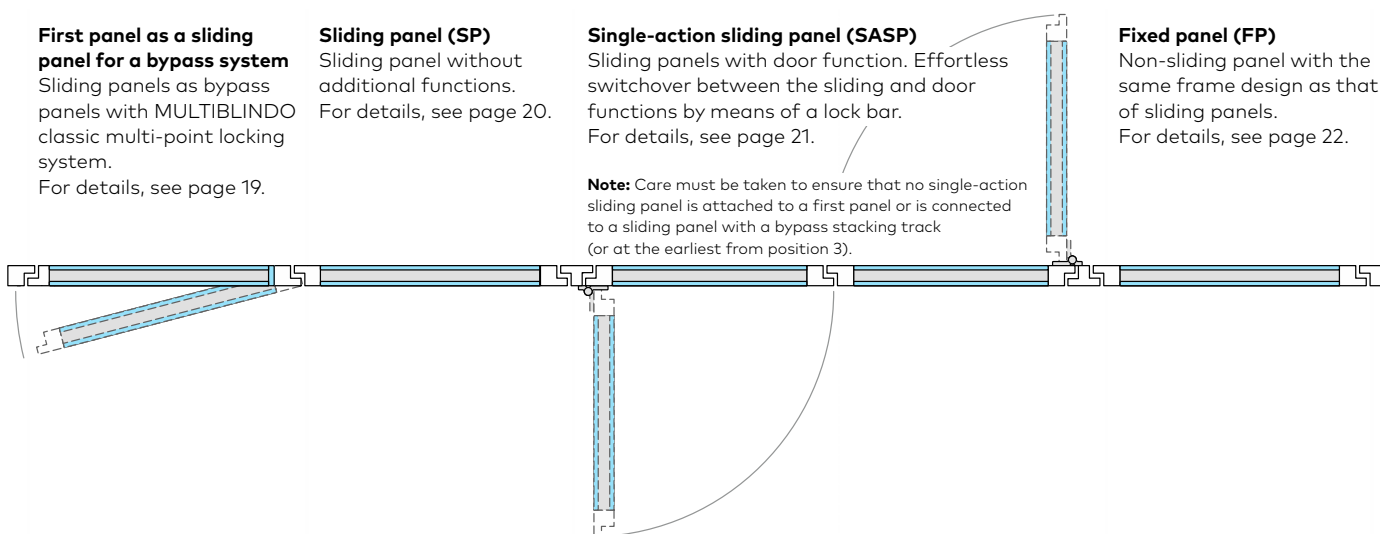 First panel as a sliding
panel for a bypass system
Sliding panels as bypass
panels with MULTIBLINDO
classic multi-point locking
system.
For details, see page 19.
Sliding panel (SP)
Sliding panel without
additional functions.
For details, see page 20.
Single-action sliding panel (SASP)
Sliding panels with door function. Effortless
switchover between the sliding and door
functions by means of a lock bar.
For details, see page 21.
Note: Care must be taken to ensure that no single-action
sliding panel is attached to a first panel or is connected
to a sliding panel with a bypass stacking track
(or at the earliest from position 3).
Fixed panel (FP)
Non-sliding panel with the
same frame design as that
of sliding panels.
For details, see page 22.